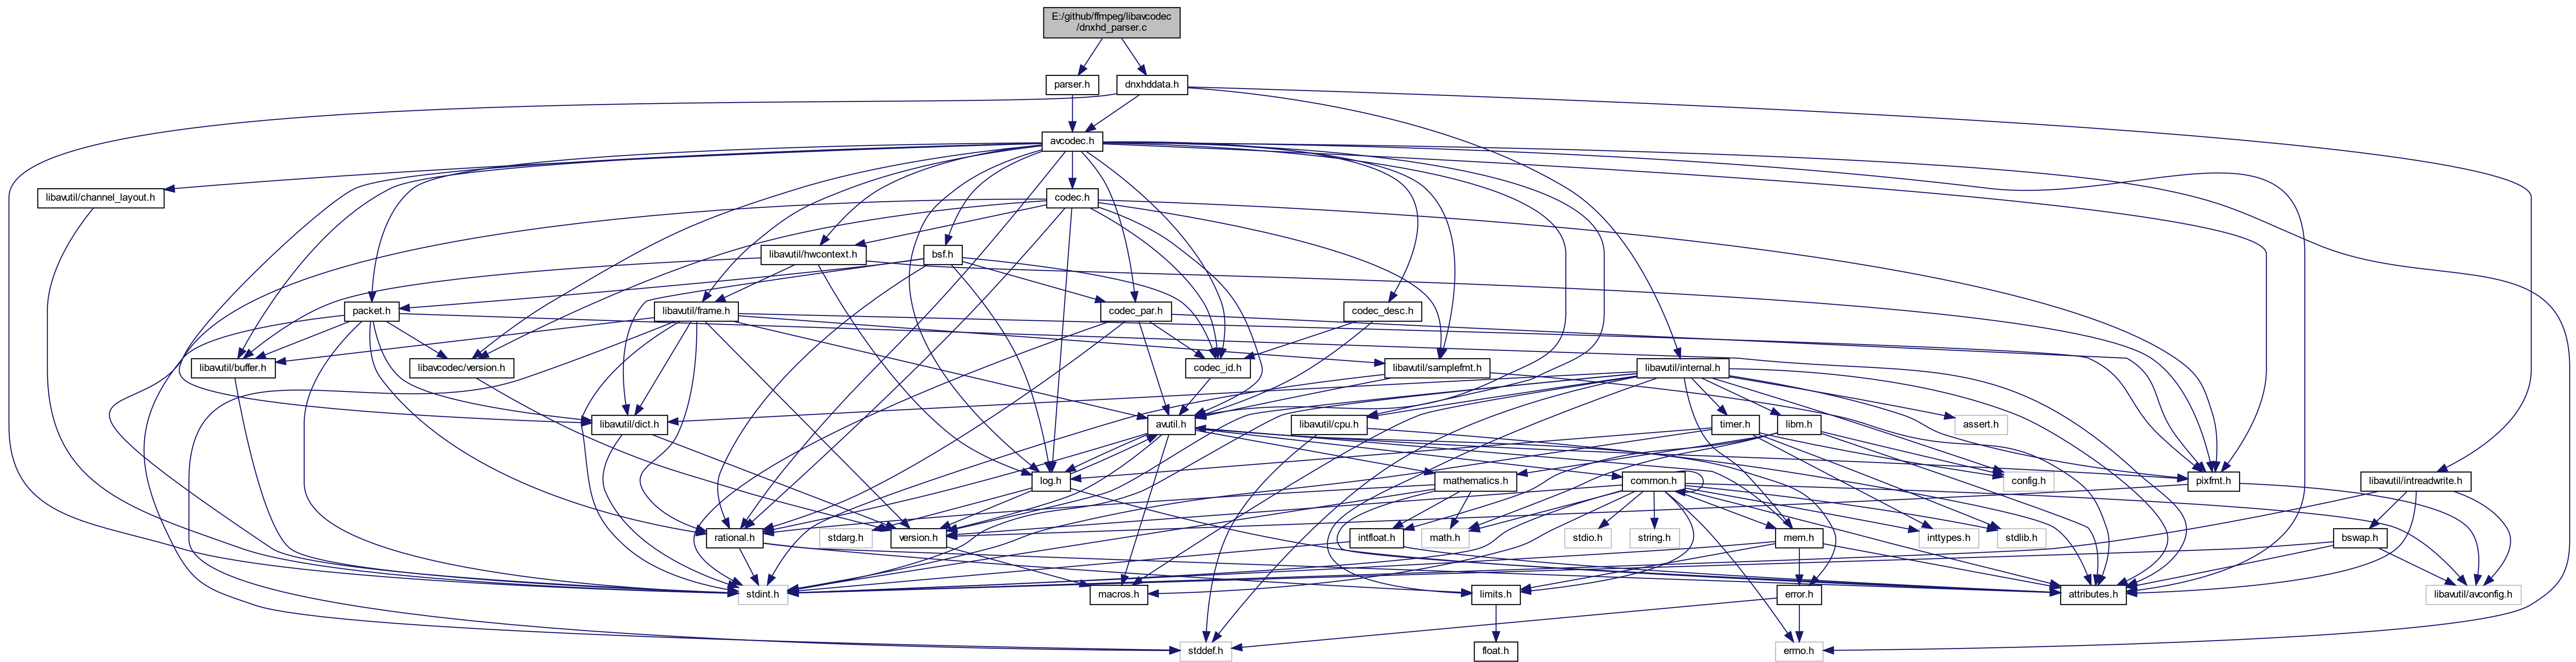 E:/github/ffmpeg/libavcodec
/dnxhd_parser.c
parser.h
dnxhddata.h
avcodec.h
libavutil/channel_layout.h
codec.h
libavutil/hwcontext.h
bsf.h
packet.h
libavutil/frame.h
codec_par.h
codec_desc.h
libavutil/buffer.h
libavcodec/version.h
codec_id.h
libavutil/samplefmt.h
libavutil/internal.h
libavutil/dict.h
avutil.h
libavutil/cpu.h
timer.h
libm.h
assert.h
log.h
mathematics.h
common.h
config.h
pixfmt.h
libavutil/intreadwrite.h
rational.h
stdarg.h
version.h
intfloat.h
math.h
stdio.h
string.h
mem.h
inttypes.h
stdlib.h
bswap.h
stdint.h
macros.h
limits.h
error.h
attributes.h
libavutil/avconfig.h
stddef.h
float.h
errno.h